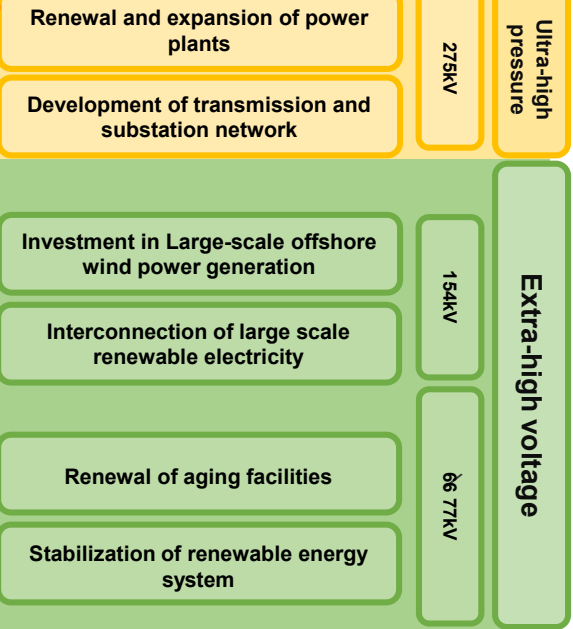 Renewal and expansion of power
plants
Development of transmission and
substation network
275kV
Ultra-high
pressure
Investment in Large-scale offshore
wind power generation
Interconnection of large scale
renewable electricity
154kV
Renewal of aging facilities
Stabilization of renewable energy
system
66 77kV
Extra-high voltage